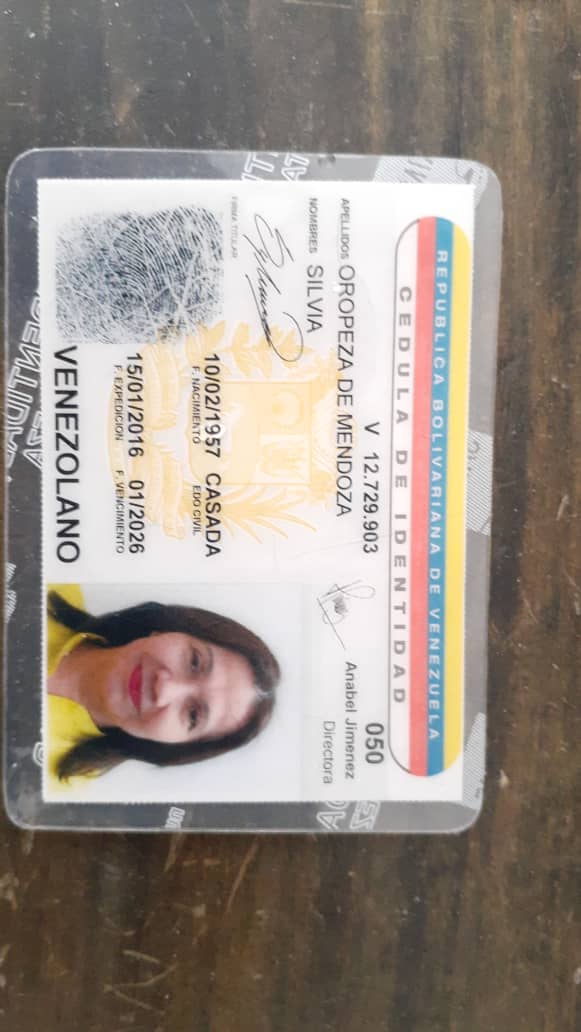 REPUBLICA BOLIVARIANA DE VENEZUELA
CEDULA DE IDENTIDAD
V 12.729.903
050
APELLIDOS OROPEZA DE MENDOZA
Anabel Jimenez
Directora
NOMBRES SILVIA
FIRMA TITULAR
10/02/1957 CASADA
F. NACIMIENTO EDO CIVIL
15/01/2016 01/2026
F. EXPEDICION F. VENCIMIENTO
VENEZOLANO